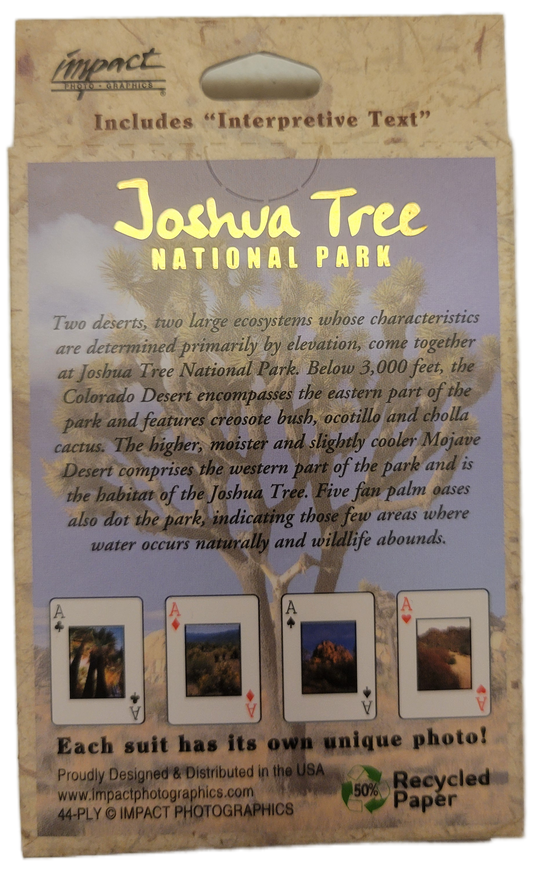 impact
PHOTO • GRAPHICS ®
Includes “Interpretive Text”
Joshua Tree
NATIONAL PARK
Two deserts, two large ecosystems whose characteristics
are determined primarily by elevation, come together
at Joshua Tree National Park. Below 3,000 feet, the
Colorado Desert encompasses the eastern part of the
park and features creosote bush, ocotillo and cholla
cactus. The higher, moister and slightly cooler Mojave
Desert comprises the western part of the park and is
the habitat of the Joshua Tree. Five fan palm oases
also dot the park, indicating those few areas where
water occurs naturally and wildlife abounds.
A♣ A♦ A♠ A♥
A♣ A♦ A♠ A♥
Each suit has its own unique photo!
Proudly Designed & Distributed in the USA
www.impactphotographics.com
44-PLY © IMPACT PHOTOGRAPHICS
50%
Recycled
Paper